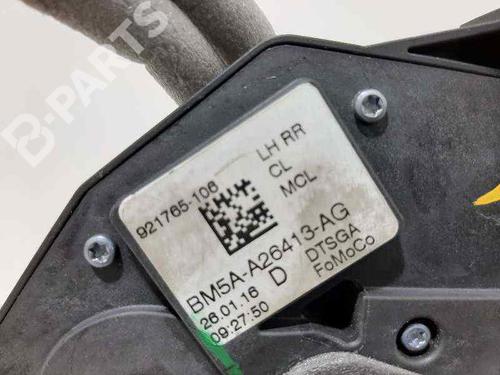 B-PARTS
921765-106
LH RR
CL
MCL
BM5A-A26413-AG
26.01.16
D
DTSGA
09:27:50
FoMoCo